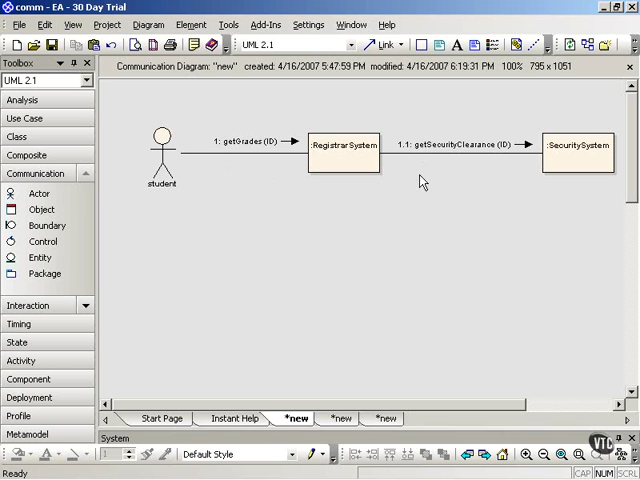 comm - EA - 30 Day Trial
File Edit View Project Diagram Element Tools Add-Ins Settings Window Help
UML 2.1 Link
Toolbox
Communication Diagram: "new" created: 4/16/2007 5:47:59 PM modified: 4/16/2007 6:19:31 PM 100% 795 x 1051
UML 2.1
Analysis
Use Case
Class
Composite
Communication
Actor
Object
Boundary
Control
Entity
Package
Interaction
Timing
State
Activity
Component
Deployment
Profile
Metamodel
1: getGrades (ID)
:RegistrarSystem
1.1: getSecurityClearance (ID)
:SecuritySystem
student
Start Page Instant Help *new *new *new
System
1 Default Style
VTC
Ready CAP NUM SCRL